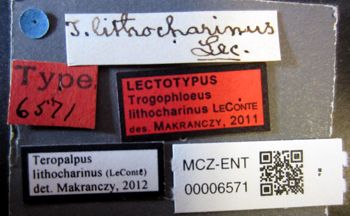 T. lithocharinus
Lec.
Type
6571
LECTOTYPUS
Trogophloeus
lithocharinus LECONTE
des. MAKRANCZY, 2011
Teropalpus
lithocharinus (LeConte)
det. MAKRANCZY, 2012
MCZ-ENT
00006571